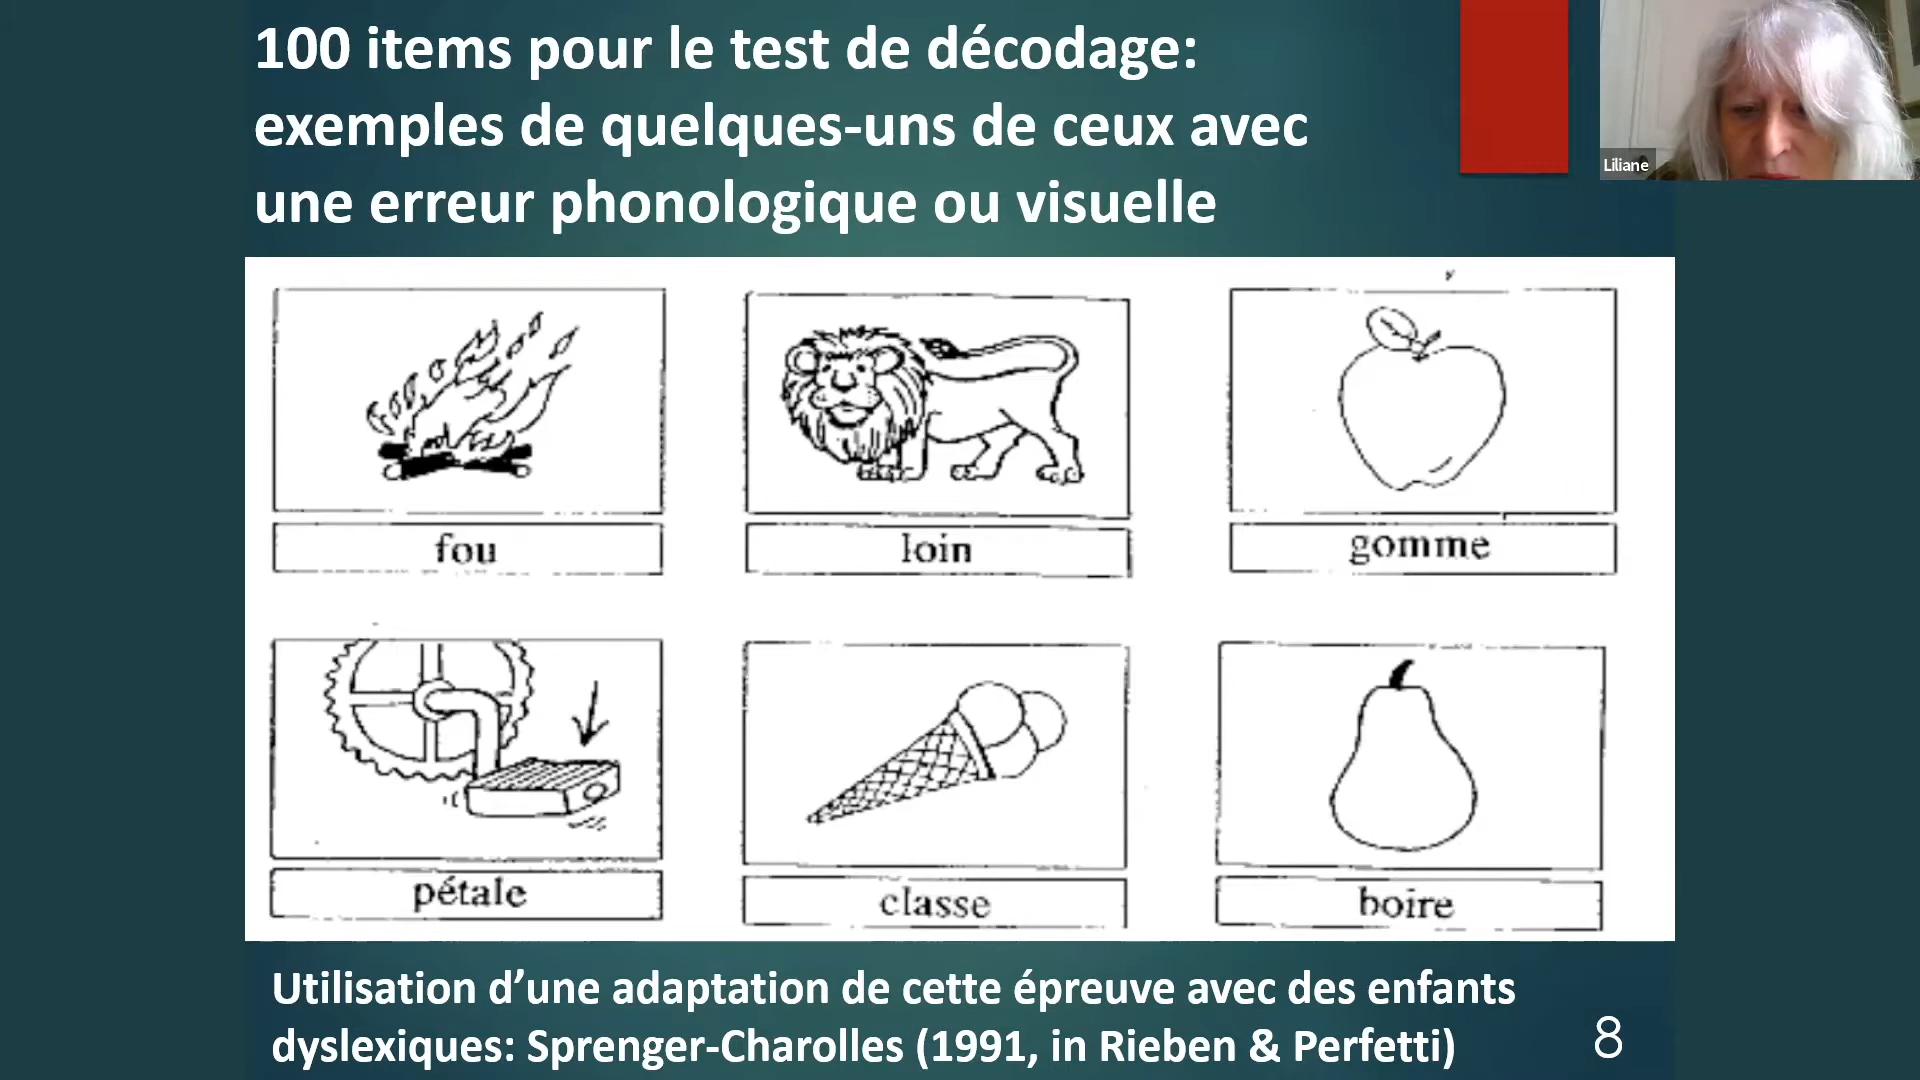 100 items pour le test de décodage:
exemples de quelques-uns de ceux avec
une erreur phonologique ou visuelle
Liliane
fou
loin
gomme
pétale
classe
boire
Utilisation d’une adaptation de cette épreuve avec des enfants
dyslexiques: Sprenger-Charolles (1991, in Rieben & Perfetti)
8